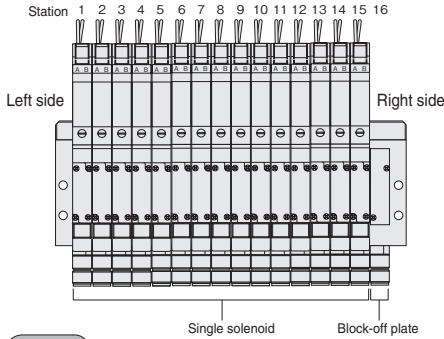 Station 1 2 3 4 5 6 7 8 9 10 11 12 13 14 15 16
A B A B A B A B A B A B A B A B A B A B A B A B A B A B A B
Left side Right side
Single solenoid Block-off plate